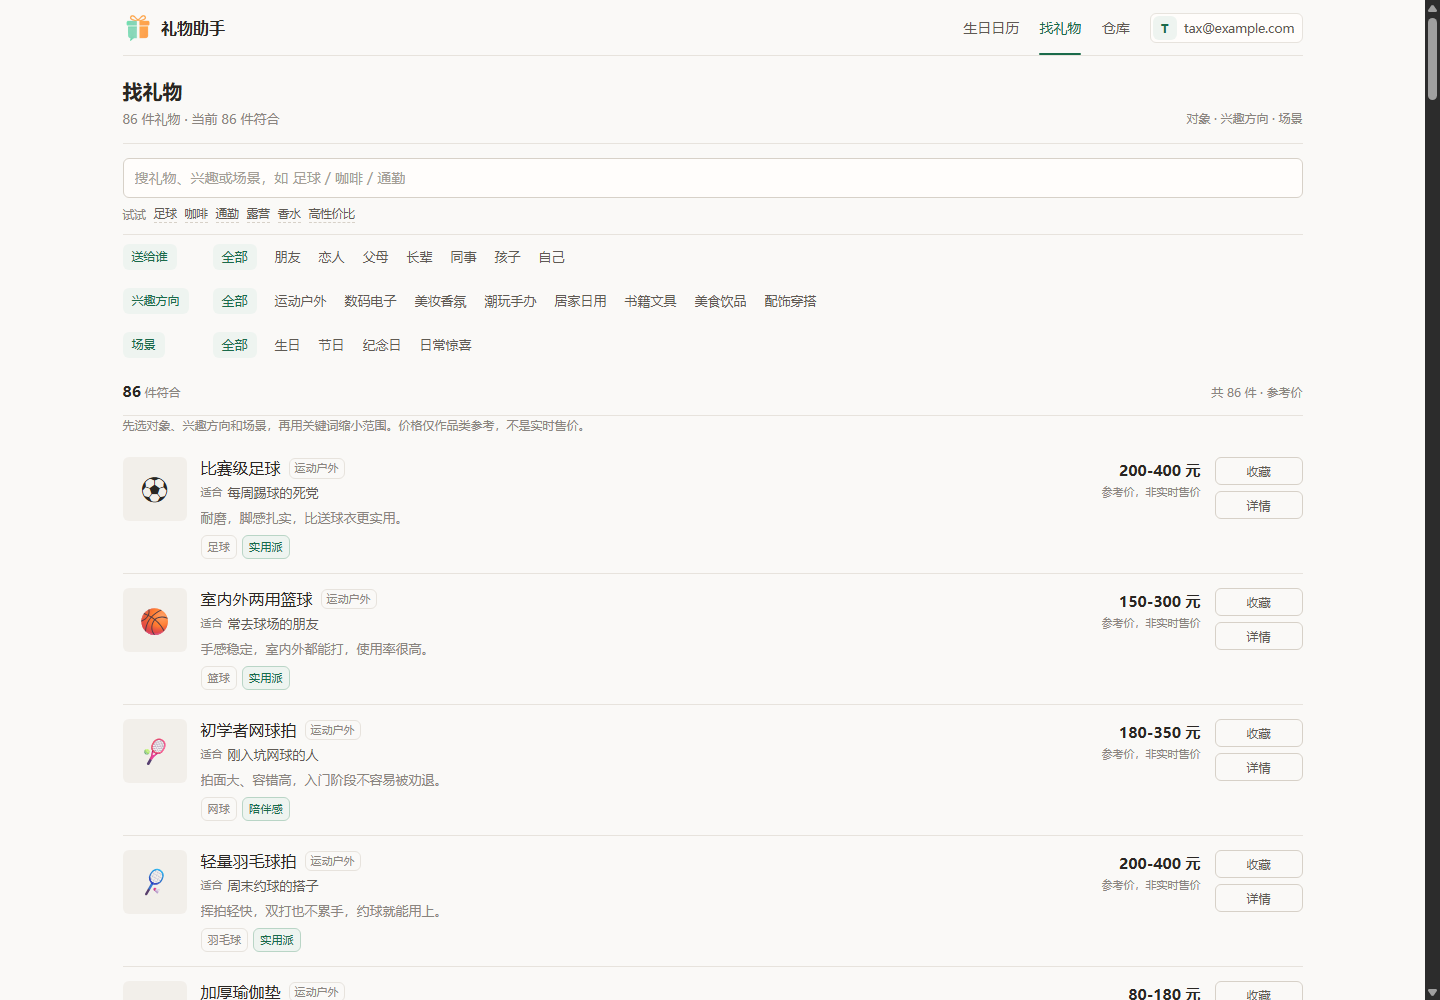 礼物助手
生日日历 找礼物 仓库 T tax@example.com
找礼物
86 件礼物 · 当前 86 件符合
对象 · 兴趣方向 · 场景
搜礼物、兴趣或场景，如 足球 / 咖啡 / 通勤
试试 足球 咖啡 通勤 露营 香水 高性价比
送给谁 全部 朋友 恋人 父母 长辈 同事 孩子 自己
兴趣方向 全部 运动户外 数码电子 美妆香氛 潮玩手办 居家日用 书籍文具 美食饮品 配饰穿搭
场景 全部 生日 节日 纪念日 日常惊喜
86 件符合
共 86 件 · 参考价
先选对象、兴趣方向和场景，再用关键词缩小范围。价格仅作品类参考，不是实时售价。
比赛级足球 运动户外
适合 每周踢球的死党
耐磨，脚感扎实，比送球衣更实用。
足球 实用派
200-400 元
参考价，非实时售价
收藏
详情
室内外两用篮球 运动户外
适合 常去球场的朋友
手感稳定，室内外都能打，使用率很高。
篮球 实用派
150-300 元
参考价，非实时售价
收藏
详情
初学者网球拍 运动户外
适合 刚入坑网球的人
拍面大、容错高，入门阶段不容易被劝退。
网球 陪伴感
180-350 元
参考价，非实时售价
收藏
详情
轻量羽毛球拍 运动户外
适合 周末约球的搭子
挥拍轻快，双打也不累手，约球就能用上。
羽毛球 实用派
200-400 元
参考价，非实时售价
收藏
详情
加厚瑜伽垫 运动户外
80-180 元
收藏